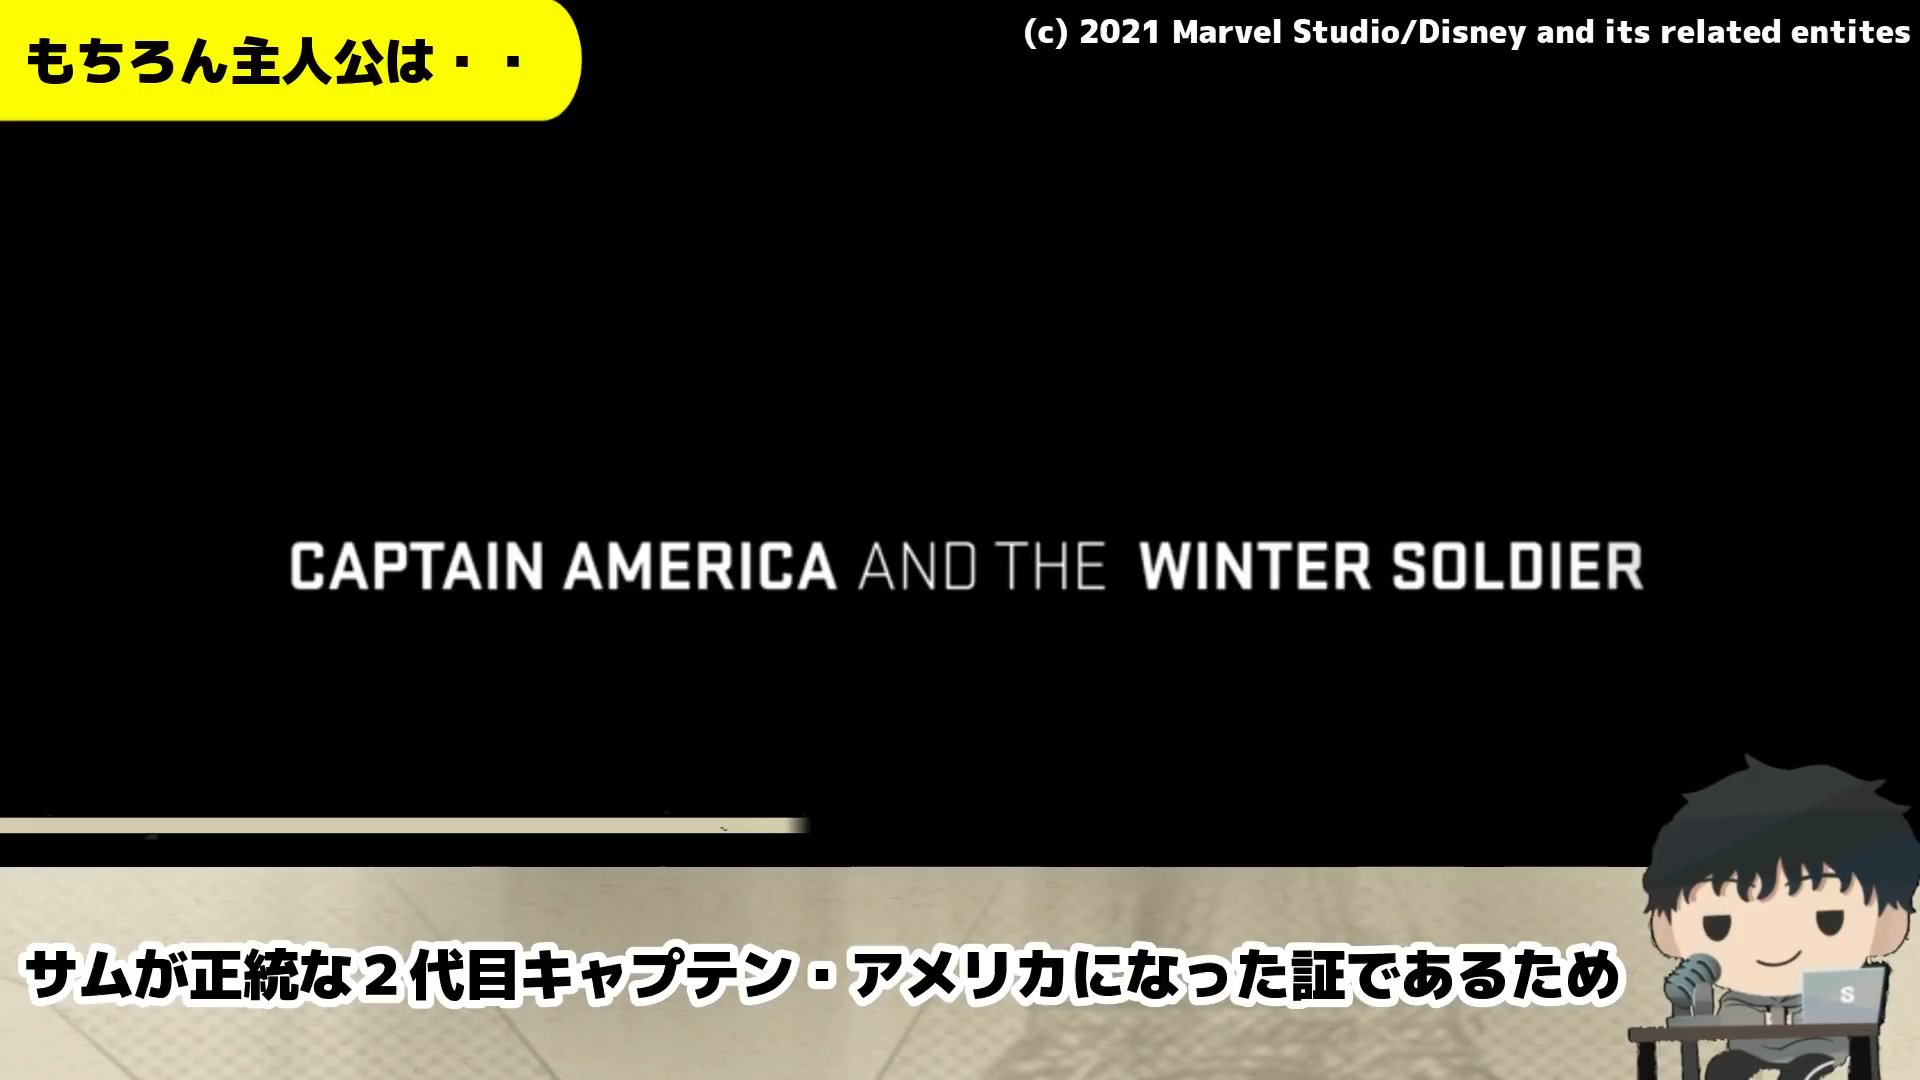 もちろん主人公は・・
(c) 2021 Marvel Studio/Disney and its related entites
CAPTAIN AMERICA AND THE WINTER SOLDIER
サムが正統な２代目キャプテン・アメリカになった証であるため
S